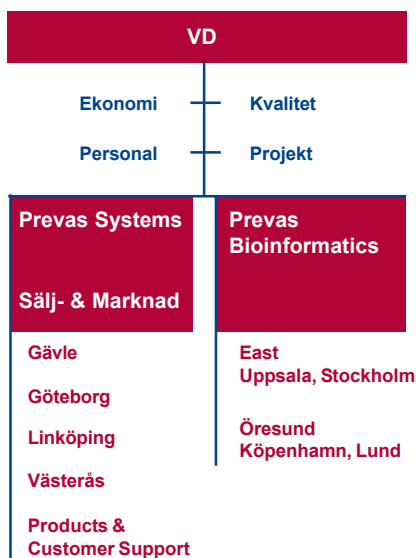 VD
Ekonomi
Kvalitet
Personal
Projekt
Prevas Systems
Sälj- & Marknad
Gävle
Göteborg
Linköping
Västerås
Products &
Customer Support
Prevas
Bioinformatics
East
Uppsala, Stockholm
Öresund
Köpenhamn, Lund